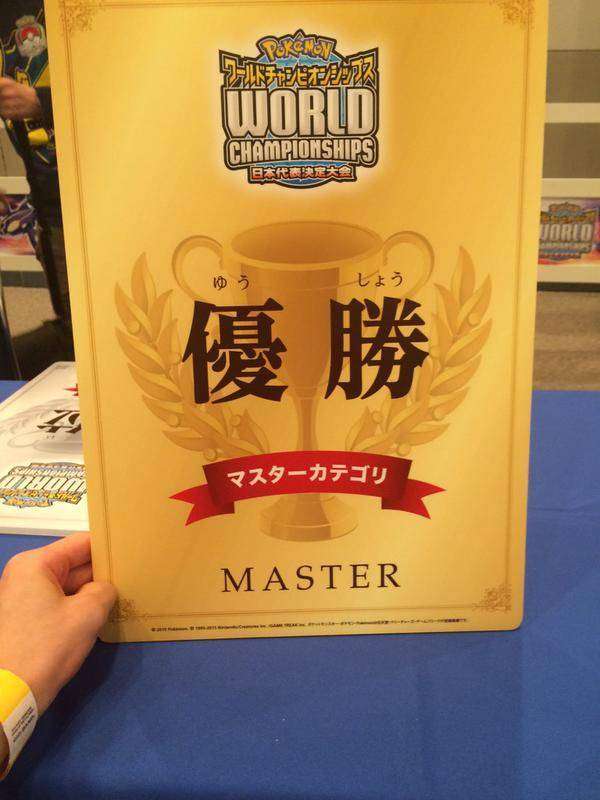 POKéMON
ワールドチャンピオンシップス
WORLD
CHAMPIONSHIPS
日本代表決定大会
ゆう しょう
優勝
マスターカテゴリ
MASTER
WORLD